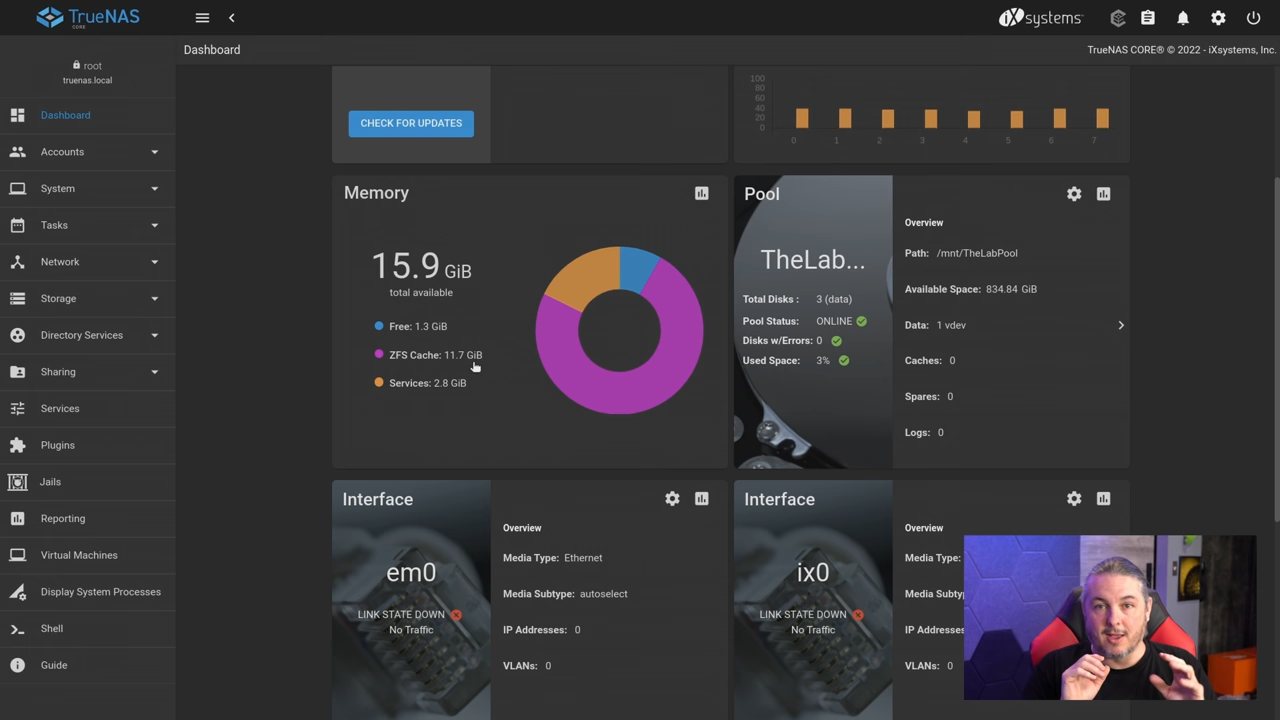 TrueNAS
CORE
iXsystems
Dashboard
TrueNAS CORE® © 2022 - iXsystems, Inc.
root
truenas.local
Dashboard
Accounts
System
Tasks
Network
Storage
Directory Services
Sharing
Services
Plugins
Jails
Reporting
Virtual Machines
Display System Processes
Shell
Guide
CHECK FOR UPDATES
100
80
60
40
20
0
0 1 2 3 4 5 6 7
Memory
15.9 GiB
total available
Free: 1.3 GiB
ZFS Cache: 11.7 GiB
Services: 2.8 GiB
Pool
TheLab...
Total Disks : 3 (data)
Pool Status: ONLINE
Disks w/Errors: 0
Used Space: 3%
Overview
Path: /mnt/TheLabPool
Available Space: 834.84 GiB
Data: 1 vdev
Caches: 0
Spares: 0
Logs: 0
Interface
em0
LINK STATE DOWN
No Traffic
Overview
Media Type: Ethernet
Media Subtype: autoselect
IP Addresses: 0
VLANs: 0
Interface
ix0
LINK STATE DOWN
No Traffic
Overview
Media Type:
Media Subty
IP Addresses
VLANs: 0